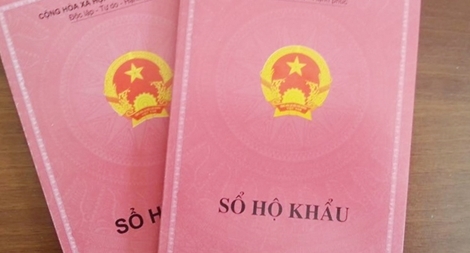 CỘNG HÒA XÃ
Độc lập - Tự do -
SỔ
SỔ HỘ KHẨU